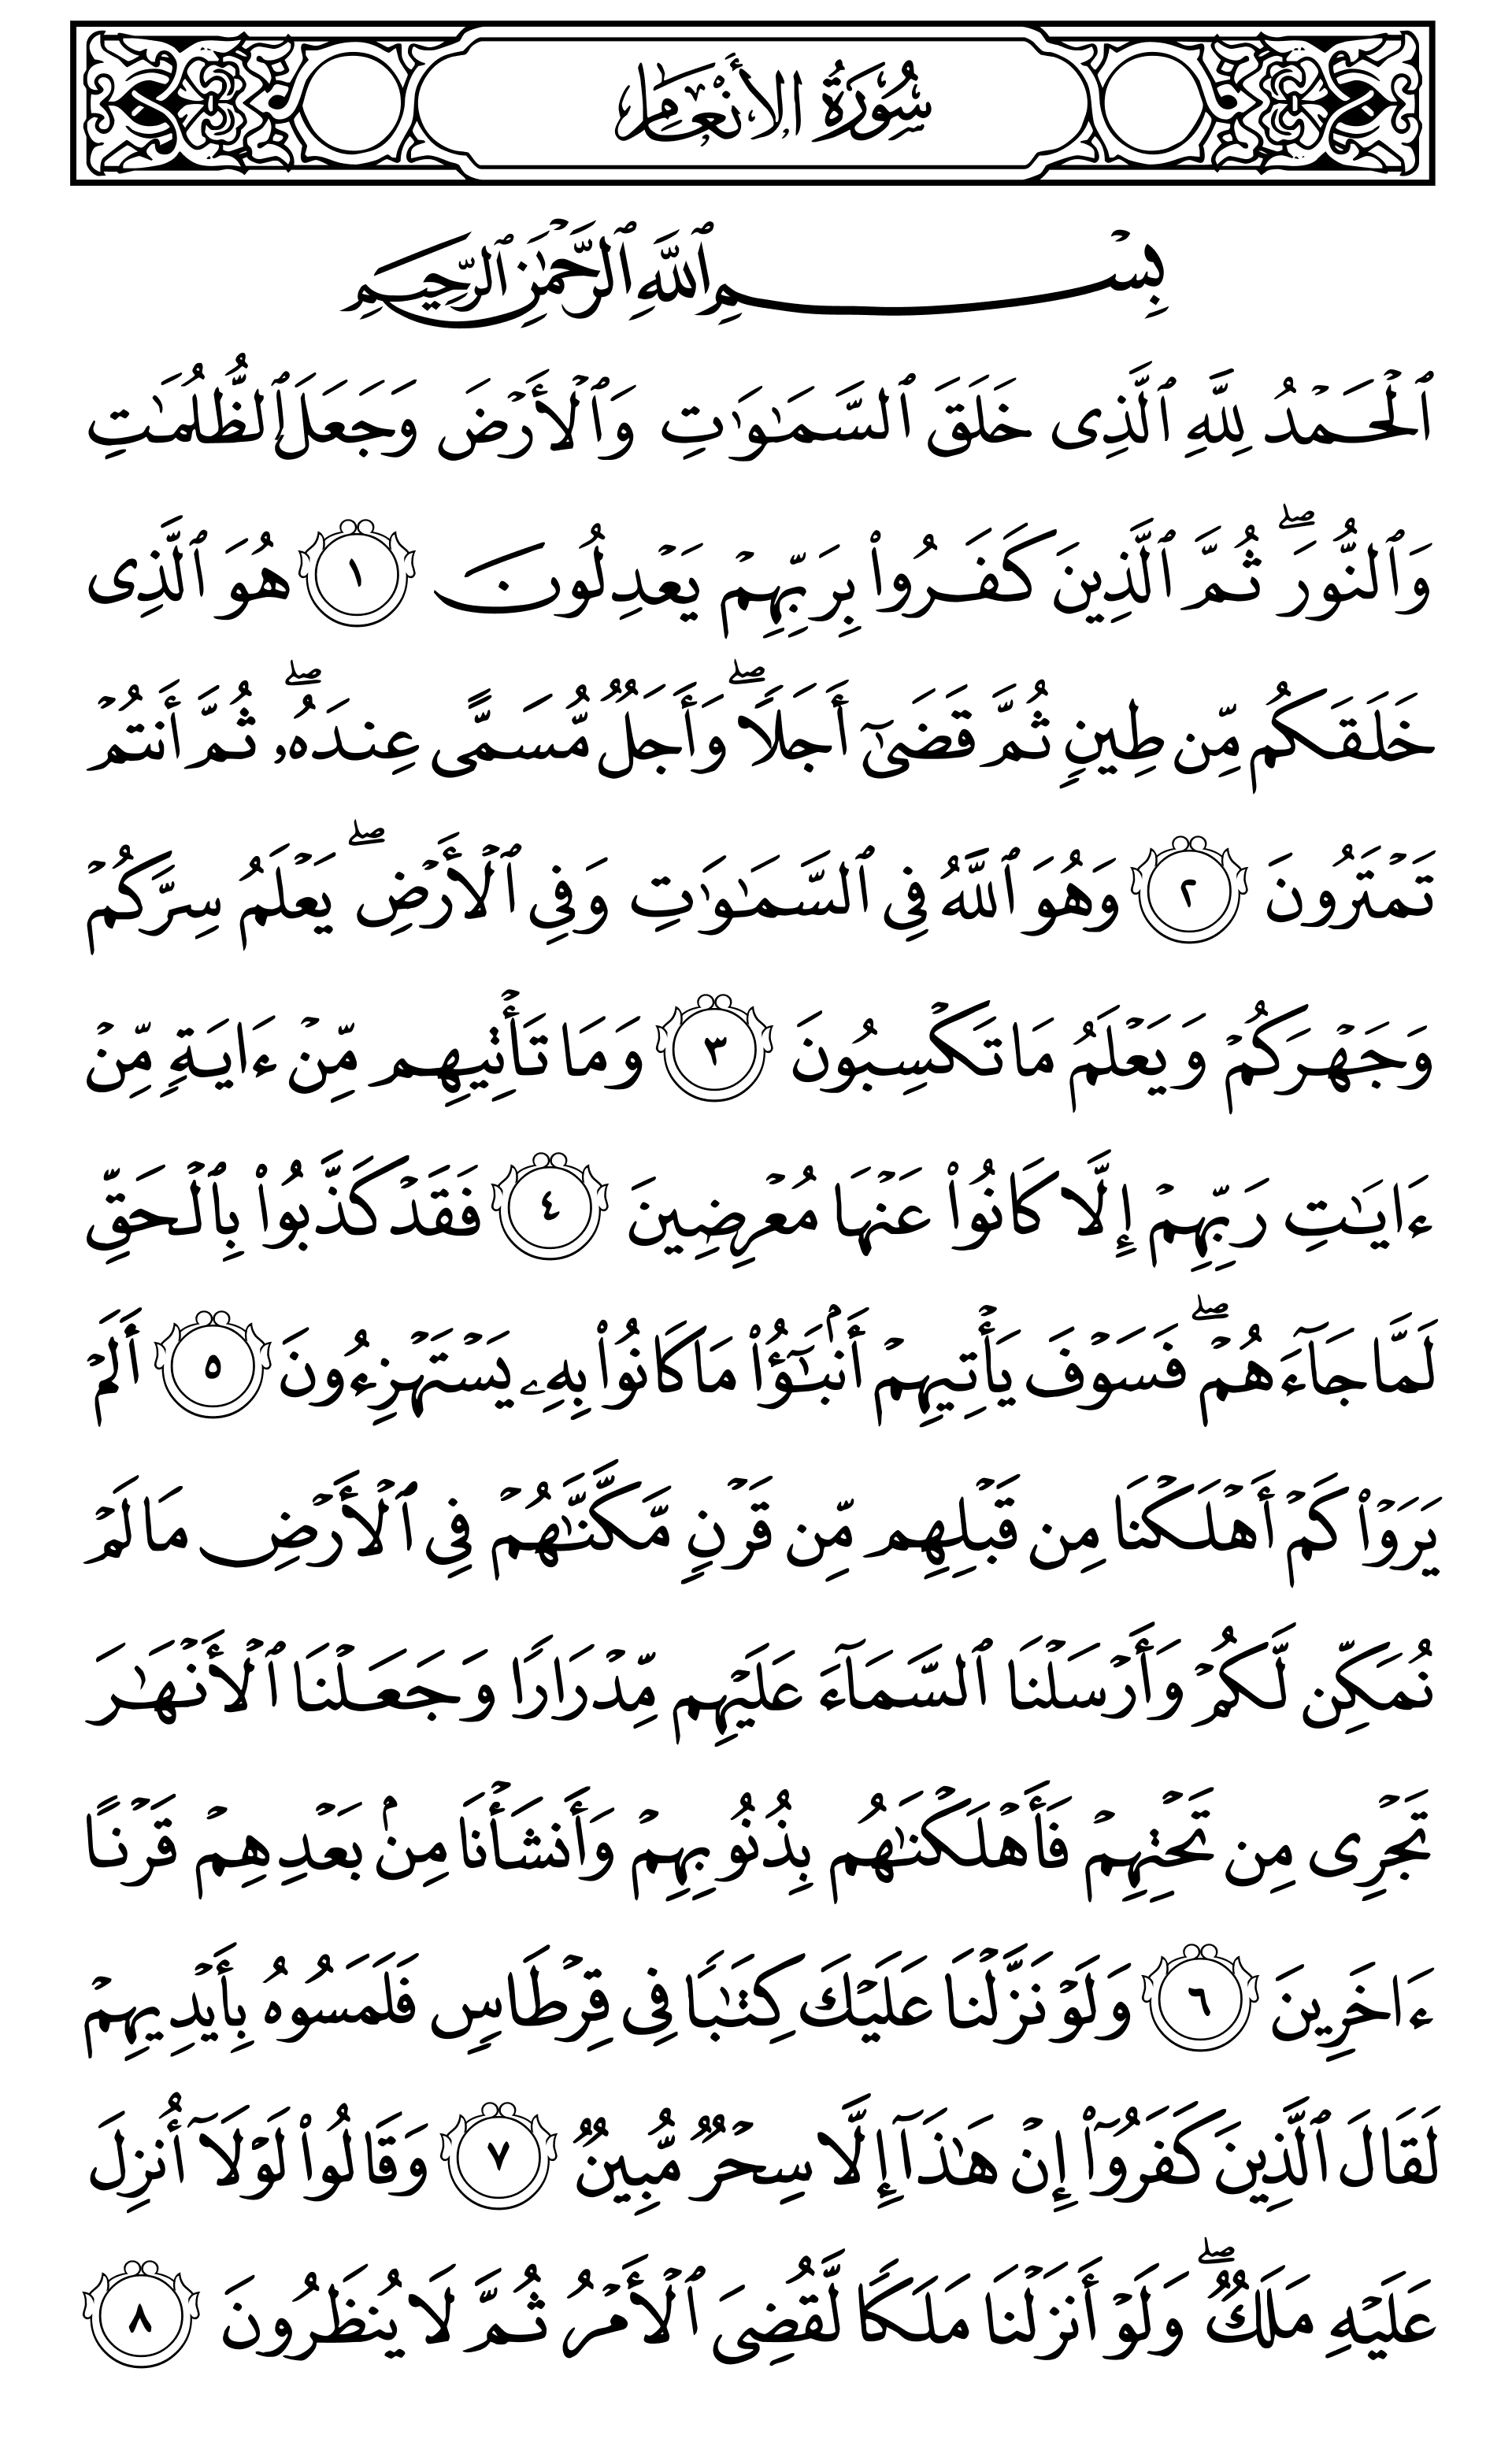 سُورَةُ الأَنْعَامِ
بِسْمِ ٱللَّهِ ٱلرَّحْمَٰنِ ٱلرَّحِيمِ
ٱلْحَمْدُ لِلَّهِ ٱلَّذِى خَلَقَ ٱلسَّمَٰوَٰتِ وَٱلْأَرْضَ وَجَعَلَ ٱلظُّلُمَٰتِ
وَٱلنُّورَ ۖ ثُمَّ ٱلَّذِينَ كَفَرُوا۟ بِرَبِّهِمْ يَعْدِلُونَ ١ هُوَ ٱلَّذِى
خَلَقَكُم مِّن طِينٍ ثُمَّ قَضَىٰٓ أَجَلًا ۖ وَأَجَلٌ مُّسَمًّى عِندَهُۥ ۖ ثُمَّ أَنتُمْ
تَمْتَرُونَ ٢ وَهُوَ ٱللَّهُ فِى ٱلسَّمَٰوَٰتِ وَفِى ٱلْأَرْضِ ۖ يَعْلَمُ سِرَّكُمْ
وَجَهْرَكُمْ وَيَعْلَمُ مَا تَكْسِبُونَ ٣ وَمَا تَأْتِيهِم مِّنْ ءَايَةٍ مِّنْ
ءَايَٰتِ رَبِّهِمْ إِلَّا كَانُوا۟ عَنْهَا مُعْرِضِينَ ٤ فَقَدْ كَذَّبُوا۟ بِٱلْحَقِّ
لَمَّا جَآءَهُمْ ۖ فَسَوْفَ يَأْتِيهِمْ أَنۢبَٰٓؤُا۟ مَا كَانُوا۟ بِهِۦ يَسْتَهْزِءُونَ ٥ أَلَمْ
يَرَوْا۟ كَمْ أَهْلَكْنَا مِن قَبْلِهِم مِّن قَرْنٍ مَّكَّنَّٰهُمْ فِى ٱلْأَرْضِ مَا لَمْ
نُمَكِّن لَّكُمْ وَأَرْسَلْنَا ٱلسَّمَآءَ عَلَيْهِم مِّدْرَارًا وَجَعَلْنَا ٱلْأَنْهَٰرَ
تَجْرِى مِن تَحْتِهِمْ فَأَهْلَكْنَٰهُم بِذُنُوبِهِمْ وَأَنشَأْنَا مِنۢ بَعْدِهِمْ قَرْنًا
ءَاخَرِينَ ٦ وَلَوْ نَزَّلْنَا عَلَيْكَ كِتَٰبًا فِى قِرْطَاسٍ فَلَمَسُوهُ بِأَيْدِيهِمْ
لَقَالَ ٱلَّذِينَ كَفَرُوٓا۟ إِنْ هَٰذَآ إِلَّا سِحْرٌ مُّبِينٌ ٧ وَقَالُوا۟ لَوْلَآ أُنزِلَ
عَلَيْهِ مَلَكٌ ۖ وَلَوْ أَنزَلْنَا مَلَكًا لَّقُضِىَ ٱلْأَمْرُ ثُمَّ لَا يُنظَرُونَ ٨